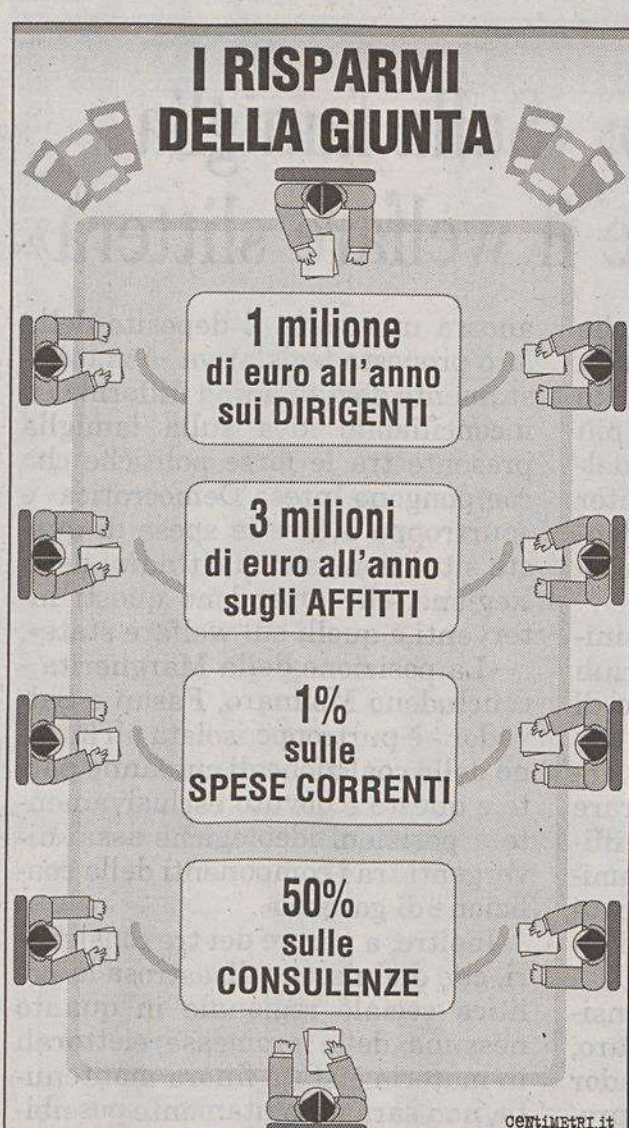 I RISPARMI
DELLA GIUNTA
1 milione
di euro all'anno
sui DIRIGENTI
3 milioni
di euro all'anno
sugli AFFITTI
1%
sulle
SPESE CORRENTI
50%
sulle
CONSULENZE
CENTIMETRI.it